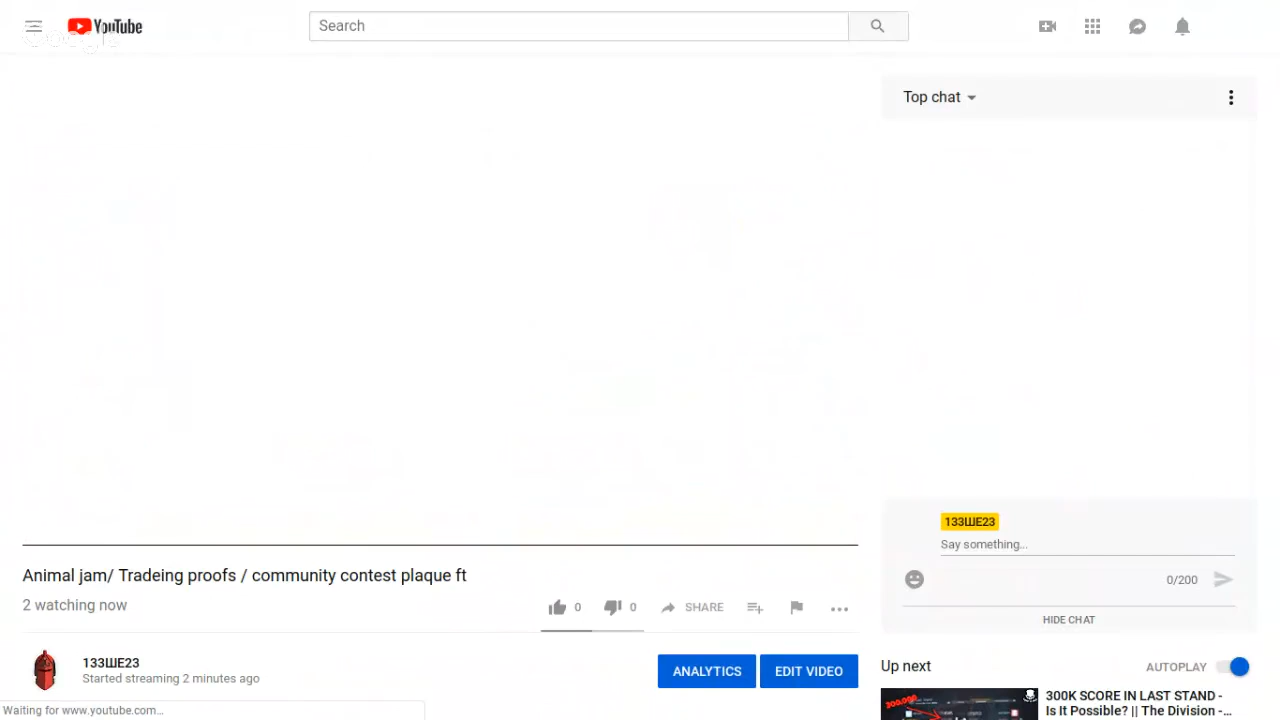 YouTube
Search
Top chat
133ШЕ23
Say something...
0/200
HIDE CHAT
Animal jam/ Tradeing proofs / community contest plaque ft
2 watching now
0
0
SHARE
133ШЕ23
Started streaming 2 minutes ago
ANALYTICS
EDIT VIDEO
Up next
AUTOPLAY
300,000
300K SCORE IN LAST STAND -
Is It Possible? || The Division -...
Waiting for www.youtube.com...